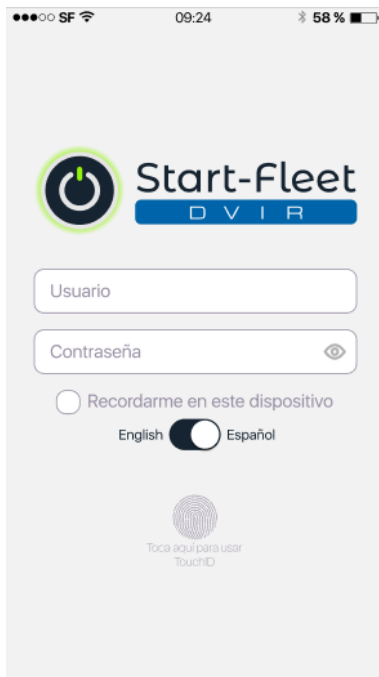 SF 09:24 58 %
Start-Fleet
DVIR
Usuario
Contraseña
Recordarme en este dispositivo
English Español
Toca aquí para usar
TouchID